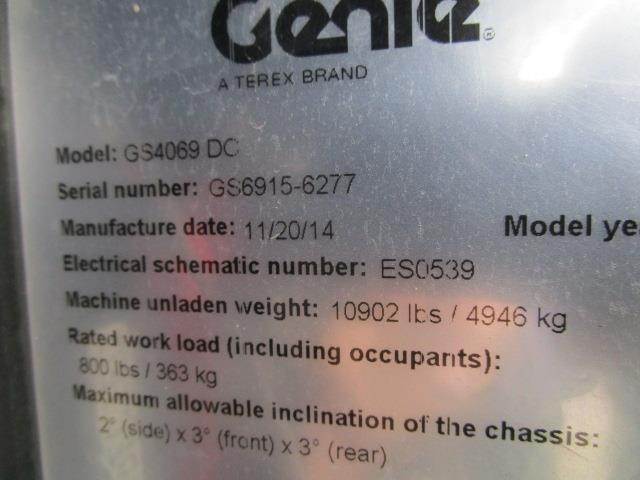 Genie®
A TEREX BRAND
Model: GS4069 DC
Serial number: GS6915-6277
Manufacture date: 11/20/14 Model ye
Electrical schematic number: ES0539
Machine unladen weight: 10902 lbs / 4946 kg
Rated work load (including occupants):
800 lbs / 363 kg
Maximum allowable inclination of the chassis:
2° (side) x 3° (front) x 3° (rear)